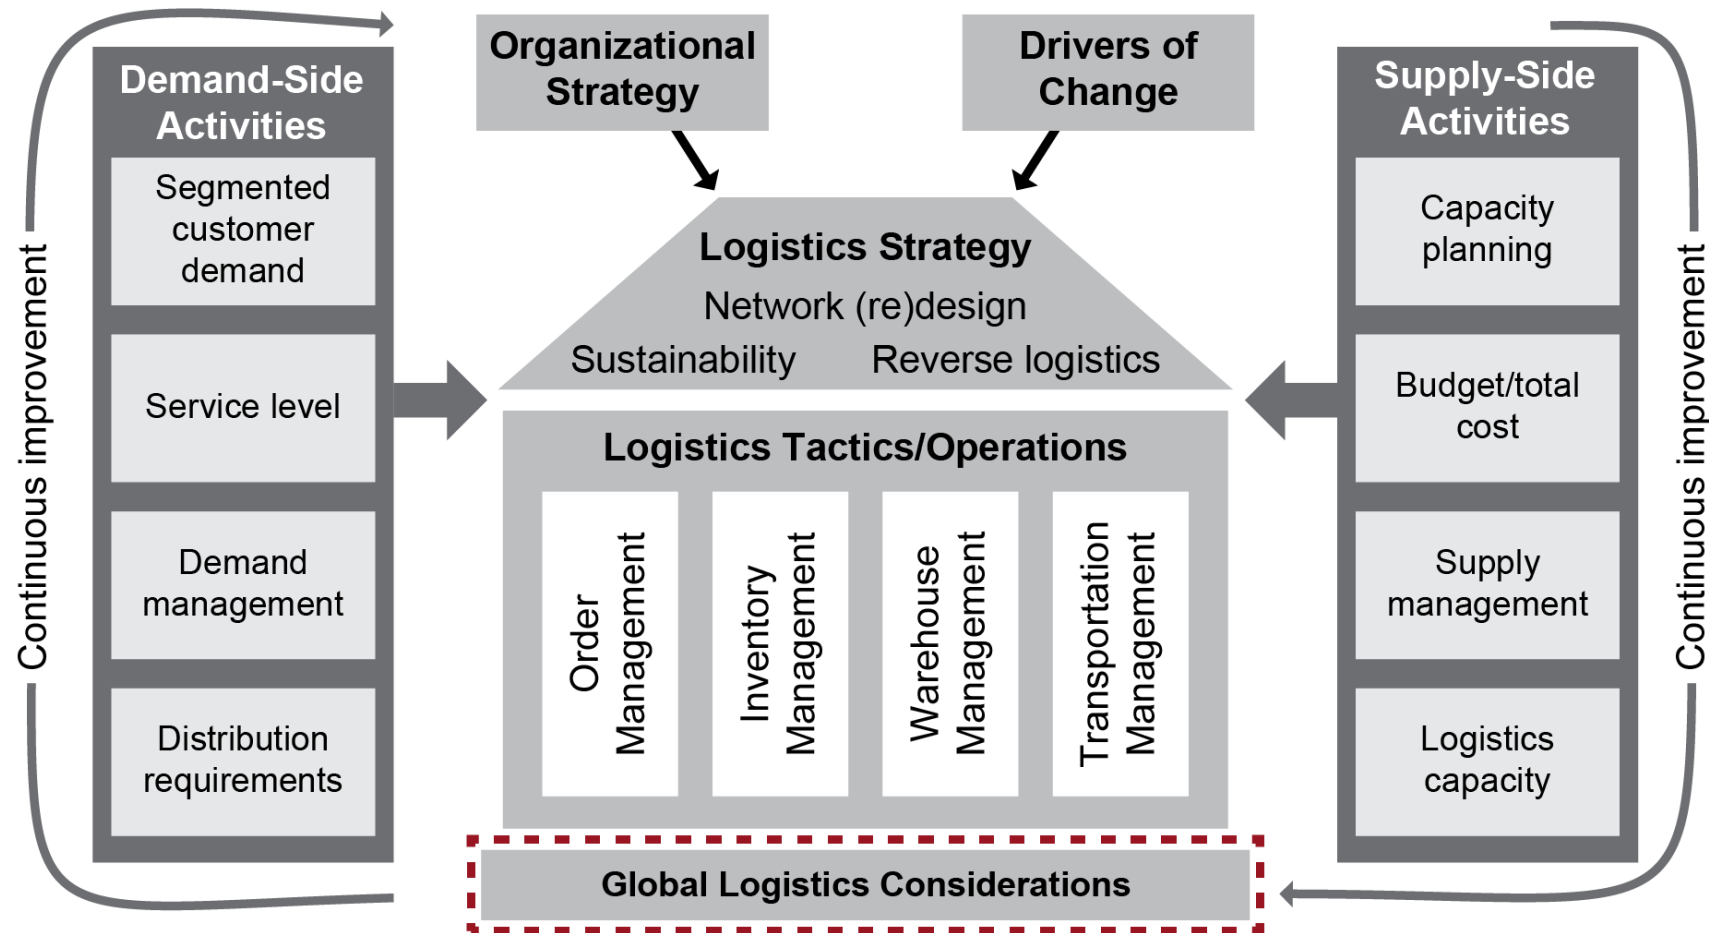 Continuous improvement
Demand-Side
Activities
Segmented
customer
demand
Service level
Demand
management
Distribution
requirements
Organizational
Strategy
Drivers of
Change
Logistics Strategy
Network (re)design
Sustainability
Reverse logistics
Logistics Tactics/Operations
Order
Management
Inventory
Management
Warehouse
Management
Transportation
Management
Global Logistics Considerations
Supply-Side
Activities
Capacity
planning
Budget/total
cost
Supply
management
Logistics
capacity
Continuous improvement